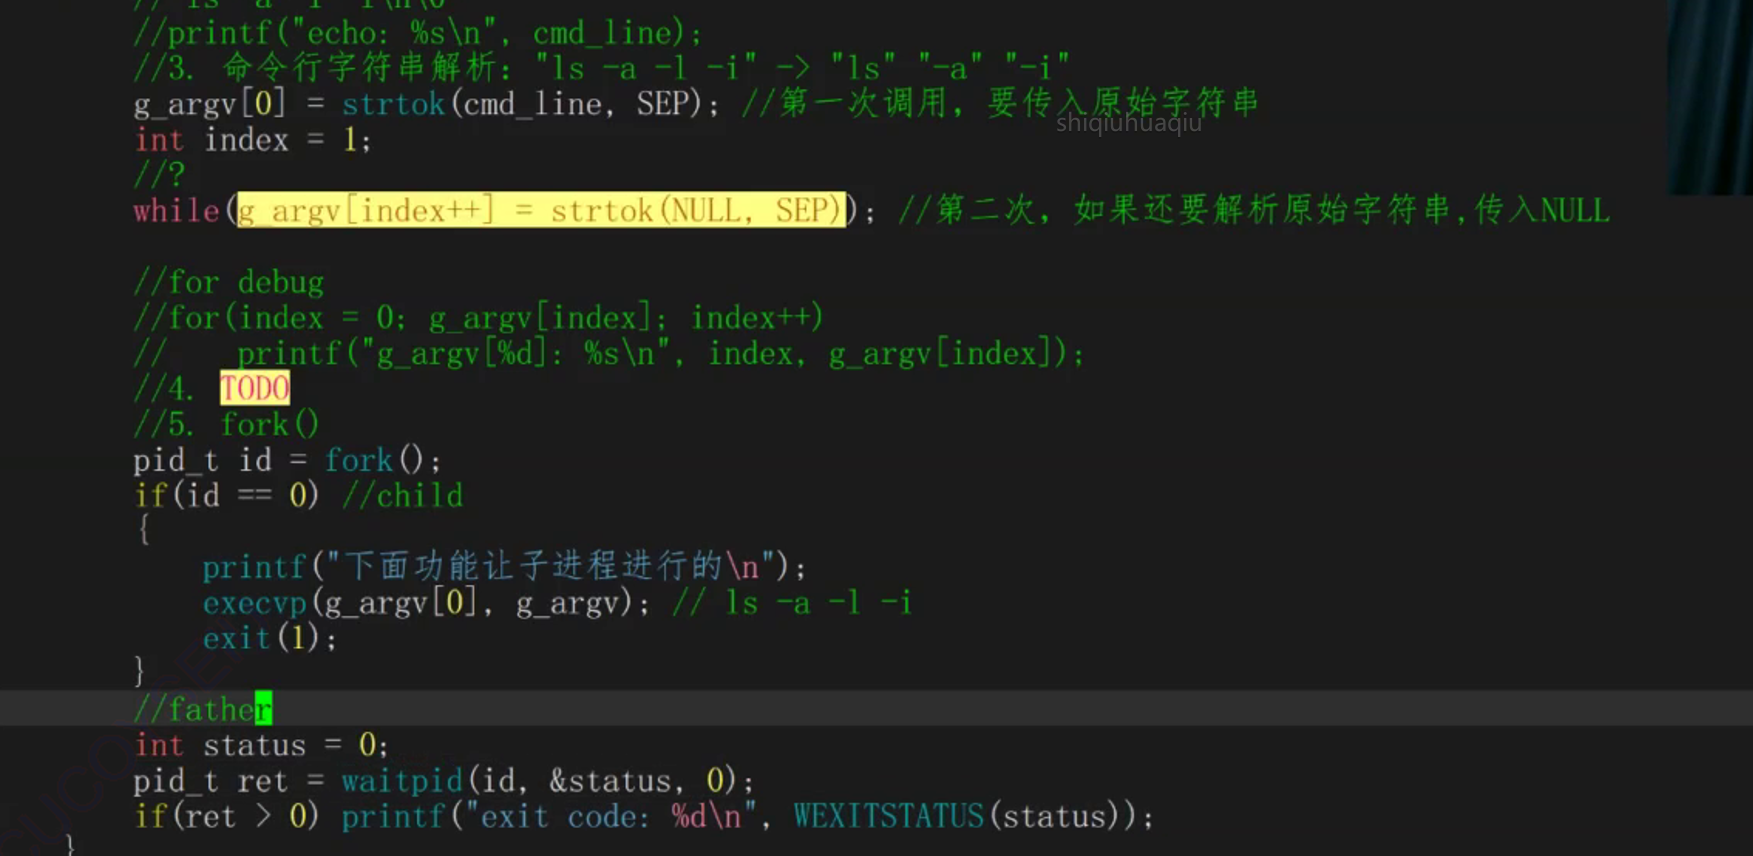 //printf("echo: %s\n", cmd_line);
//3. 命令行字符串解析："ls -a -l -i" -> "ls" "-a" "-i"
g_argv[0] = strtok(cmd_line, SEP); //第一次调用，要传入原始字符串
shiqiuhuaqiu
int index = 1;
//?
while(g_argv[index++] = strtok(NULL, SEP)); //第二次，如果还要解析原始字符串,传入NULL
//for debug
//for(index = 0; g_argv[index]; index++)
//    printf("g_argv[%d]: %s\n", index, g_argv[index]);
//4. TODO
//5. fork()
pid_t id = fork();
if(id == 0) //child
{
    printf("下面功能让子进程进行的\n");
    execvp(g_argv[0], g_argv); // ls -a -l -i
    exit(1);
}
//father
int status = 0;
pid_t ret = waitpid(id, &status, 0);
if(ret > 0) printf("exit code: %d\n", WEXITSTATUS(status));
}